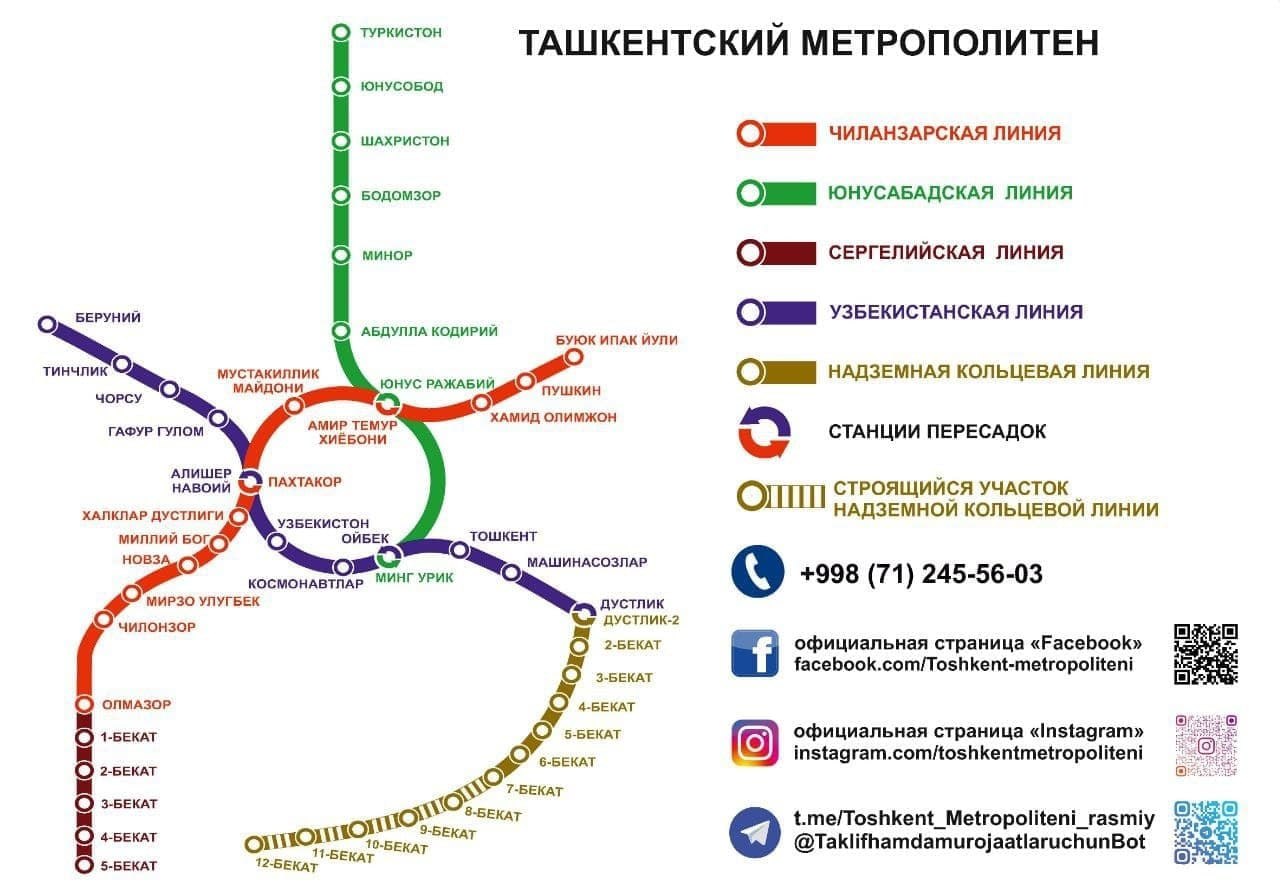 ТАШКЕНТСКИЙ МЕТРОПОЛИТЕН
ТУРКИСТОН
ЮНУСОБОД
ШАХРИСТОН
БОДОМЗОР
МИНОР
АБДУЛЛА КОДИРИЙ
ЮНУС РАЖАБИЙ
МИНГ УРИК
БУЮК ИПАК ЙУЛИ
ПУШКИН
ХАМИД ОЛИМЖОН
АМИР ТЕМУР
ХИЁБОНИ
МУСТАКИЛЛИК
МАЙДОНИ
ПАХТАКОР
ХАЛКЛАР ДУСТЛИГИ
МИЛЛИЙ БОГ
НОВЗА
МИРЗО УЛУГБЕК
ЧИЛОНЗОР
ОЛМАЗОР
1-БЕКАТ
2-БЕКАТ
3-БЕКАТ
4-БЕКАТ
5-БЕКАТ
БЕРУНИЙ
ТИНЧЛИК
ЧОРСУ
ГАФУР ГУЛОМ
АЛИШЕР
НАВОИЙ
УЗБЕКИСТОН
КОСМОНАВТЛАР
ОЙБЕК
ТОШКЕНТ
МАШИНАСОЗЛАР
ДУСТЛИК
ДУСТЛИК-2
2-БЕКАТ
3-БЕКАТ
4-БЕКАТ
5-БЕКАТ
6-БЕКАТ
7-БЕКАТ
8-БЕКАТ
9-БЕКАТ
10-БЕКАТ
11-БЕКАТ
12-БЕКАТ
ЧИЛАНЗАРСКАЯ ЛИНИЯ
ЮНУСАБАДСКАЯ ЛИНИЯ
СЕРГЕЛИЙСКАЯ ЛИНИЯ
УЗБЕКИСТАНСКАЯ ЛИНИЯ
НАДЗЕМНАЯ КОЛЬЦЕВАЯ ЛИНИЯ
СТАНЦИИ ПЕРЕСАДОК
СТРОЯЩИЙСЯ УЧАСТОК
НАДЗЕМНОЙ КОЛЬЦЕВОЙ ЛИНИИ
+998 (71) 245-56-03
официальная страница «Facebook»
facebook.com/Toshkent-metropoliteni
официальная страница «Instagram»
instagram.com/toshkentmetropoliteni
t.me/Toshkent_Metropoliteni_rasmiy
@TaklifhamdamurojaatlaruchunBot